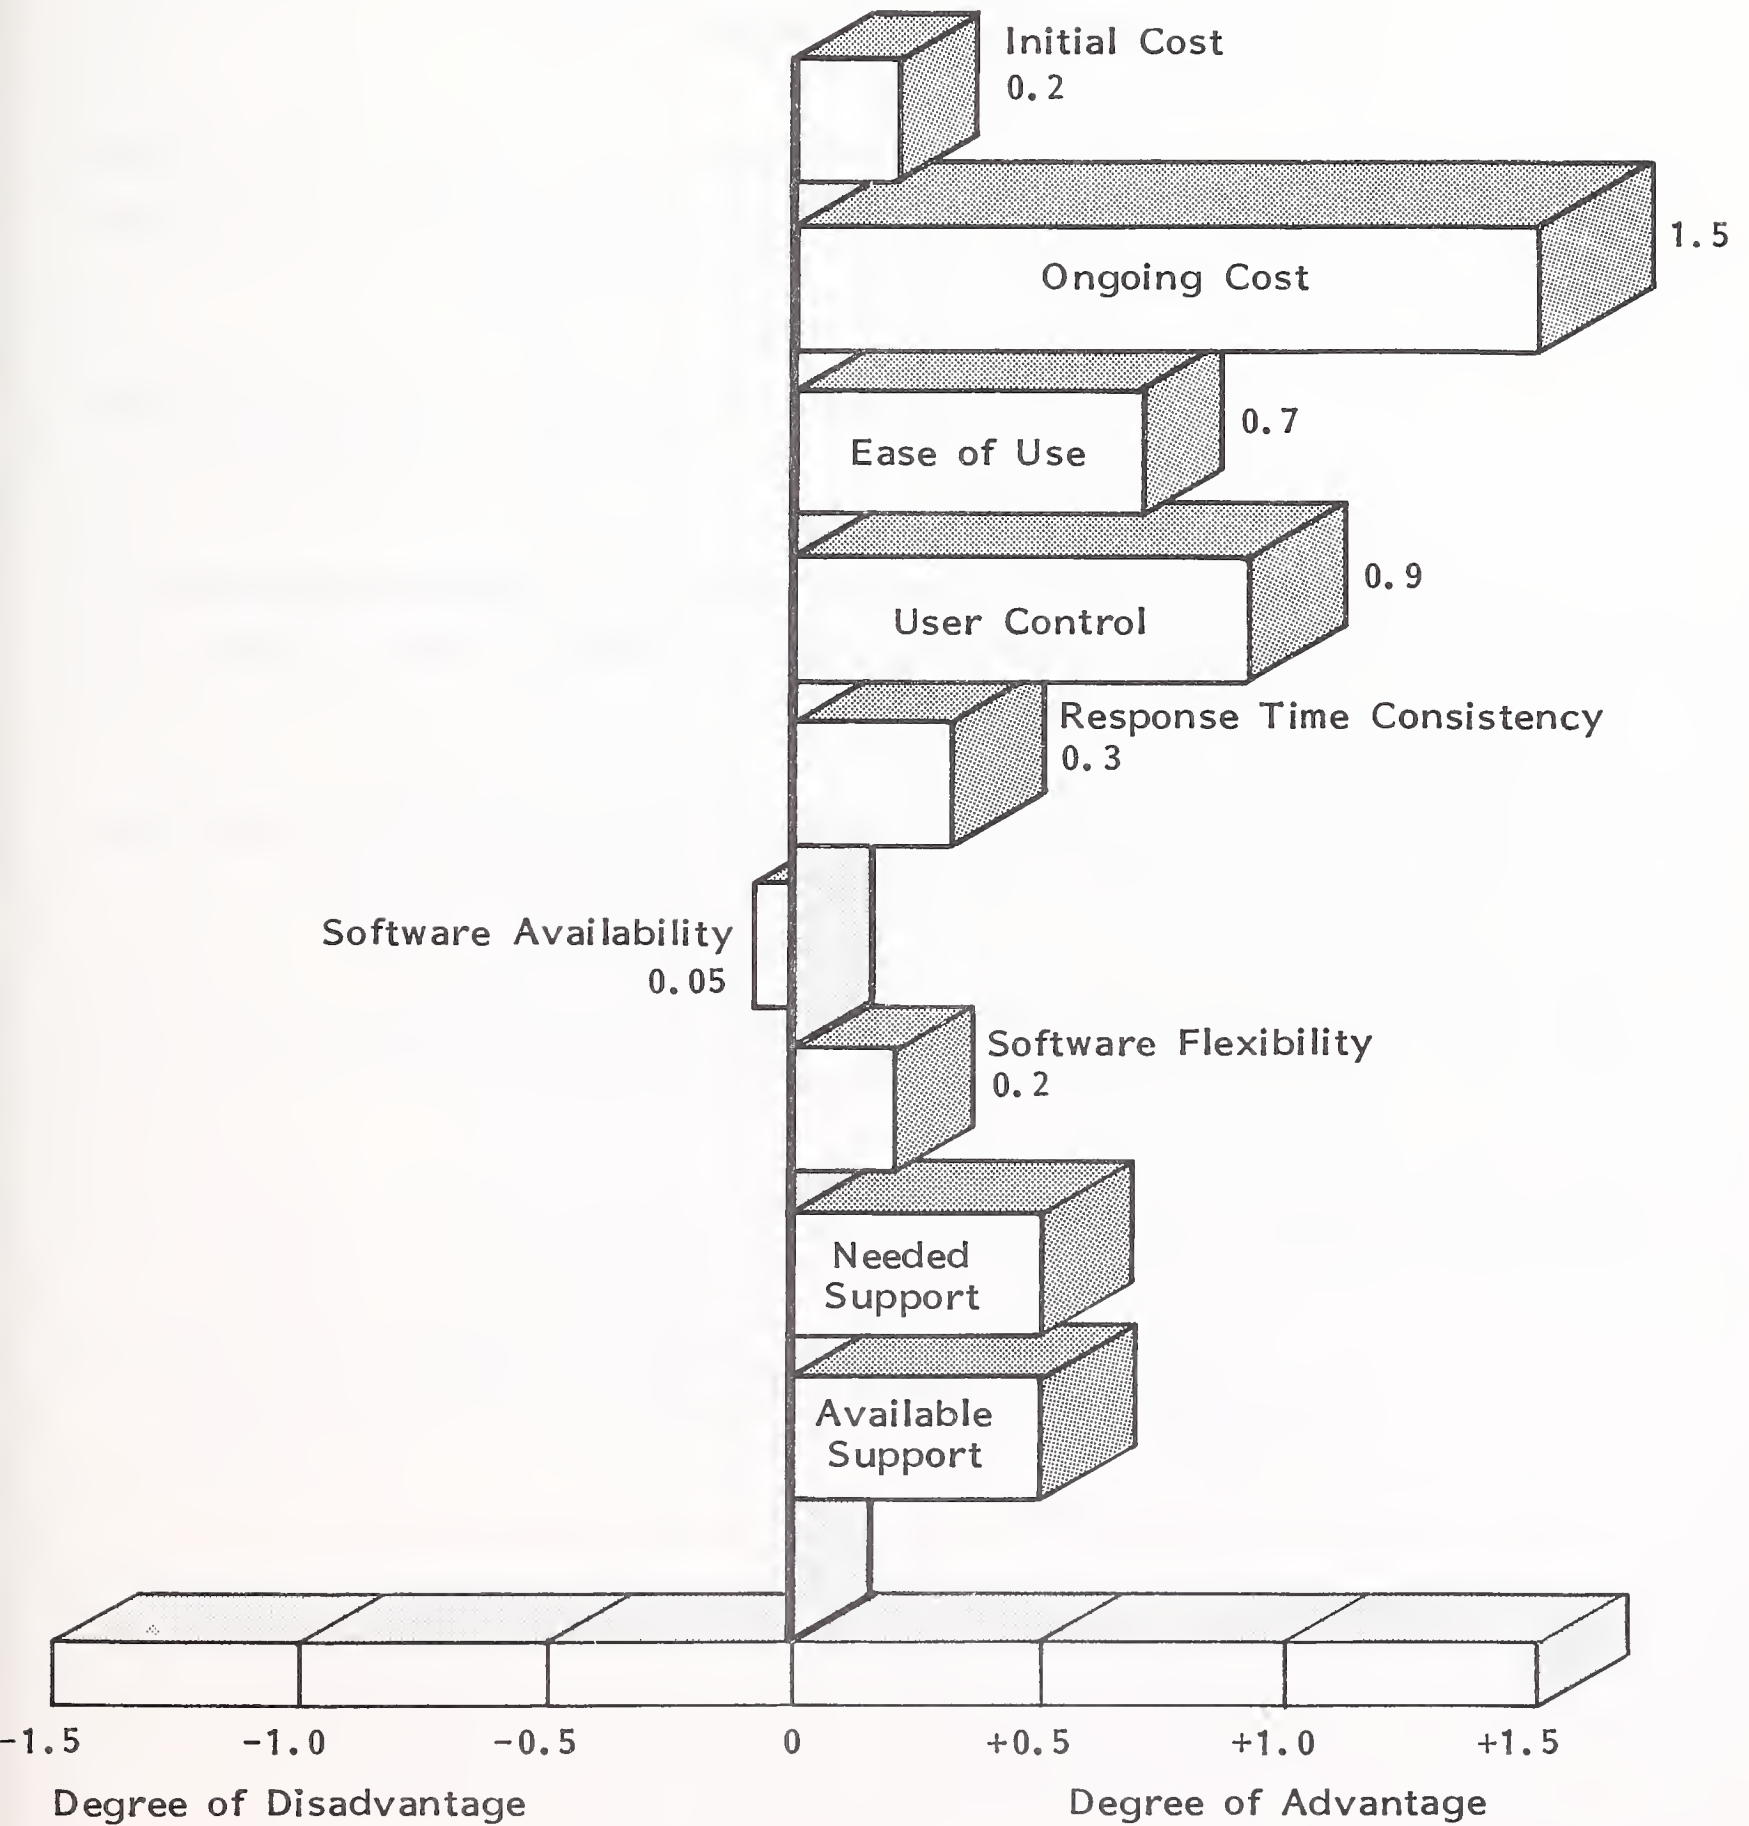 Initial Cost
0.2
1.5
Ongoing Cost
0.7
Ease of Use
0.9
User Control
Response Time Consistency
0.3
Software Availability
0.05
Software Flexibility
0.2
Needed
Support
Available
Support
-1.5 -1.0 -0.5 0 +0.5 +1.0 +1.5
Degree of Disadvantage Degree of Advantage